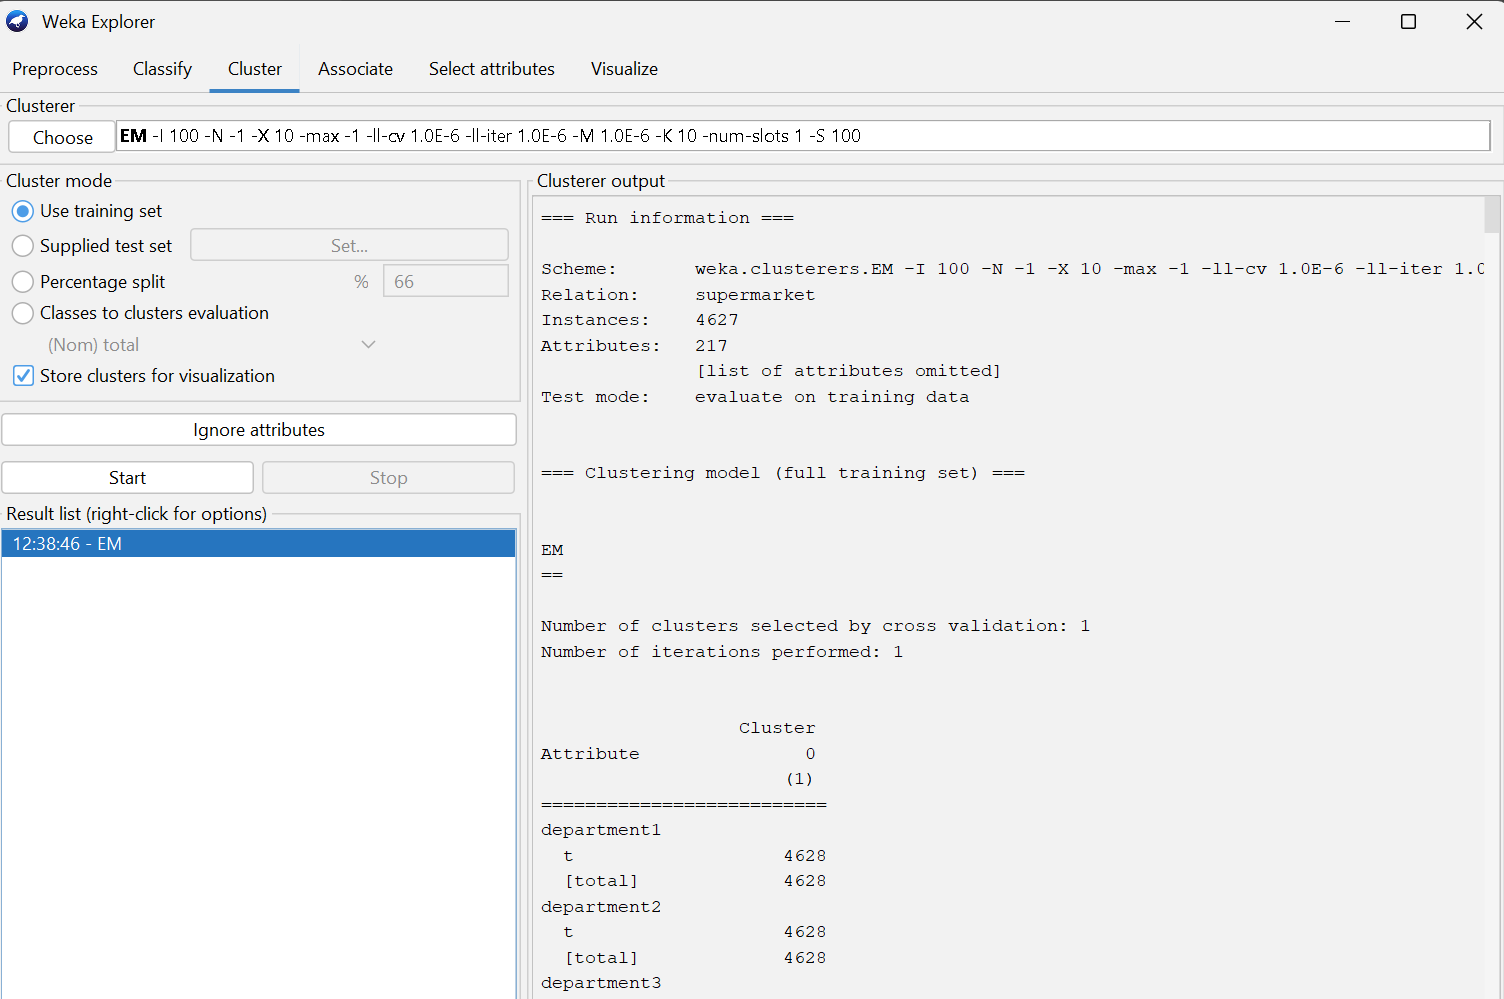 Weka Explorer
Preprocess Classify Cluster Associate Select attributes Visualize
Clusterer
Choose EM -I 100 -N -1 -X 10 -max -1 -ll-cv 1.0E-6 -ll-iter 1.0E-6 -M 1.0E-6 -K 10 -num-slots 1 -S 100
Cluster mode
Use training set
Supplied test set Set...
Percentage split % 66
Classes to clusters evaluation
(Nom) total
Store clusters for visualization
Ignore attributes
Start Stop
Result list (right-click for options)
12:38:46 - EM
Clusterer output
=== Run information ===
Scheme: weka.clusterers.EM -I 100 -N -1 -X 10 -max -1 -ll-cv 1.0E-6 -ll-iter 1.0
Relation: supermarket
Instances: 4627
Attributes: 217
[list of attributes omitted]
Test mode: evaluate on training data
=== Clustering model (full training set) ===
EM
==
Number of clusters selected by cross validation: 1
Number of iterations performed: 1
Cluster
Attribute 0
(1)
==========================
department1
t 4628
[total] 4628
department2
t 4628
[total] 4628
department3